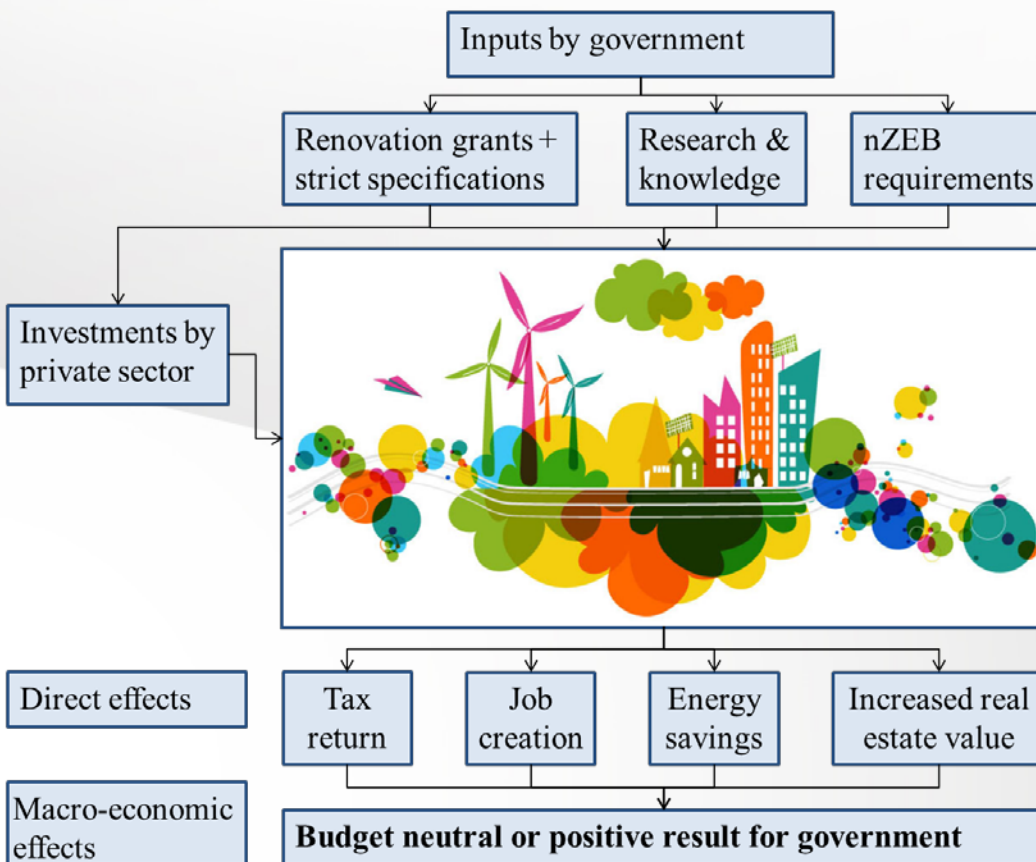 Inputs by government
Renovation grants +
strict specifications
Research &
knowledge
nZEB
requirements
Investments by
private sector
Direct effects
Tax
return
Job
creation
Energy
savings
Increased real
estate value
Macro-economic
effects
Budget neutral or positive result for government